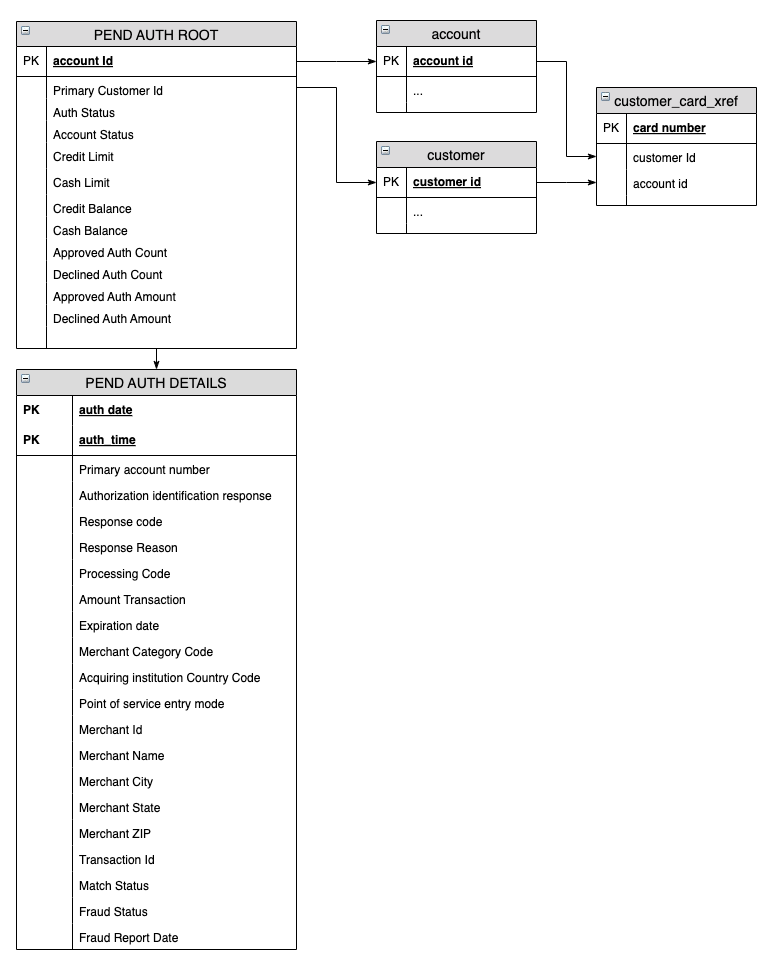 PEND AUTH ROOT
PK account Id
Primary Customer Id
Auth Status
Account Status
Credit Limit
Cash Limit
Credit Balance
Cash Balance
Approved Auth Count
Declined Auth Count
Approved Auth Amount
Declined Auth Amount
account
PK account id
...
customer
PK customer id
...
customer_card_xref
PK card number
customer Id
account id
PEND AUTH DETAILS
PK auth date
PK auth_time
Primary account number
Authorization identification response
Response code
Response Reason
Processing Code
Amount Transaction
Expiration date
Merchant Category Code
Acquiring institution Country Code
Point of service entry mode
Merchant Id
Merchant Name
Merchant City
Merchant State
Merchant ZIP
Transaction Id
Match Status
Fraud Status
Fraud Report Date